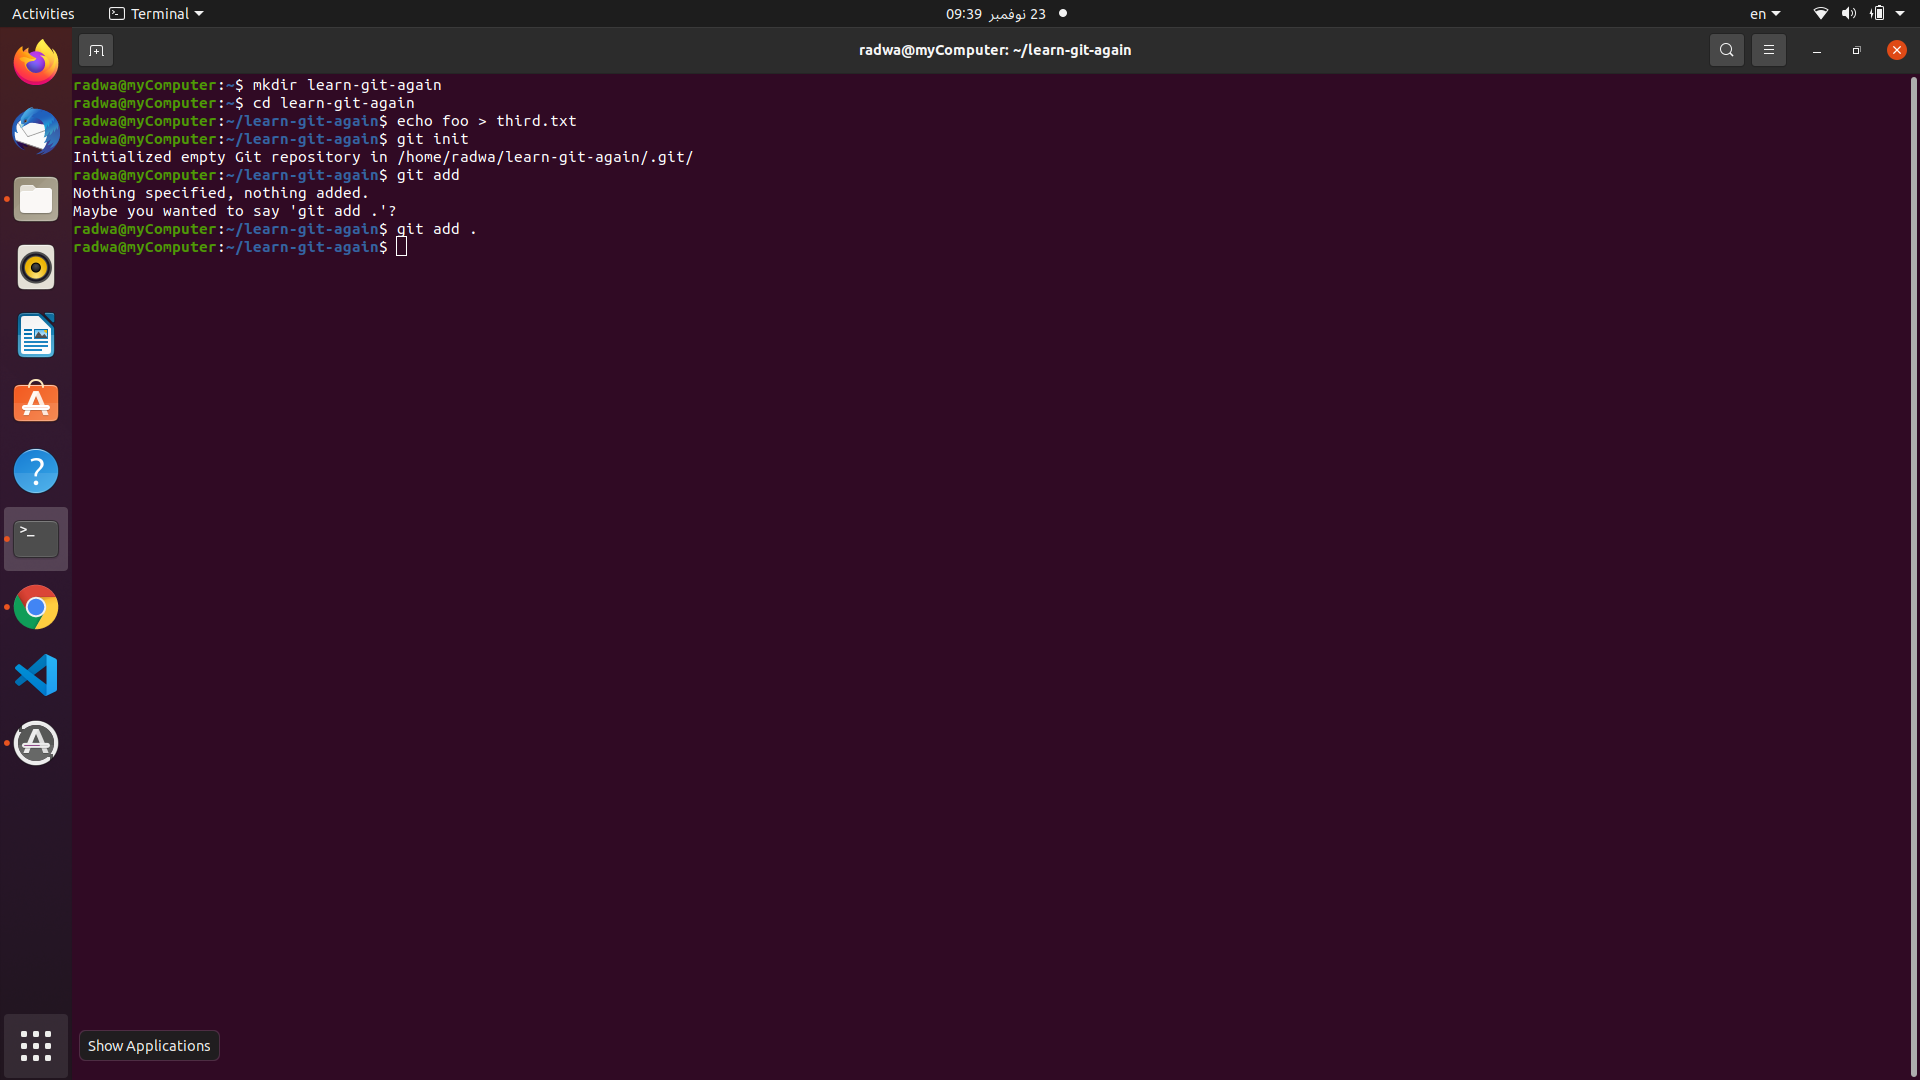 Activities
Terminal
09:39 23 نوفمبر
en
radwa@myComputer: ~/learn-git-again
radwa@myComputer:~$ mkdir learn-git-again
radwa@myComputer:~$ cd learn-git-again
radwa@myComputer:~/learn-git-again$ echo foo > third.txt
radwa@myComputer:~/learn-git-again$ git init
Initialized empty Git repository in /home/radwa/learn-git-again/.git/
radwa@myComputer:~/learn-git-again$ git add
Nothing specified, nothing added.
Maybe you wanted to say 'git add .'?
radwa@myComputer:~/learn-git-again$ git add .
radwa@myComputer:~/learn-git-again$
Show Applications